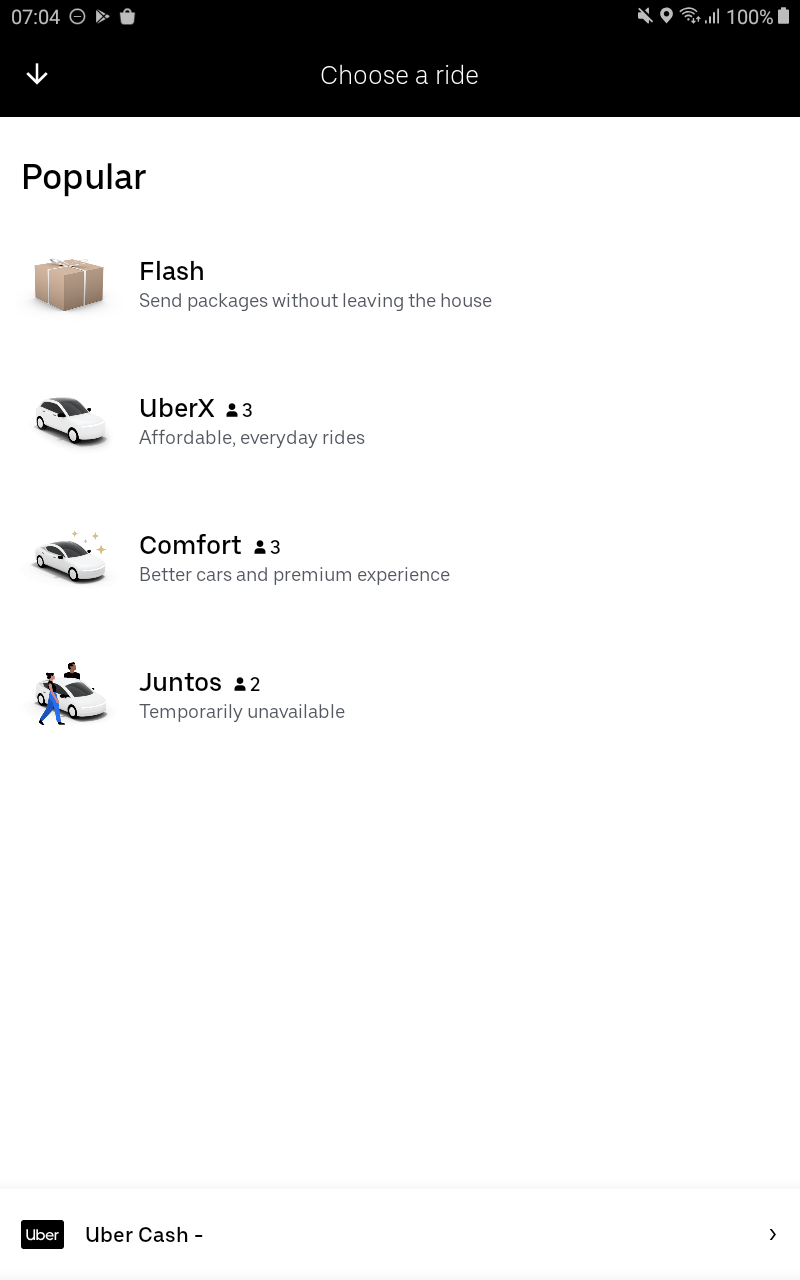 07:04 100%
Choose a ride
Popular
Flash
Send packages without leaving the house
UberX 3
Affordable, everyday rides
Comfort 3
Better cars and premium experience
Juntos 2
Temporarily unavailable
Uber Uber Cash -